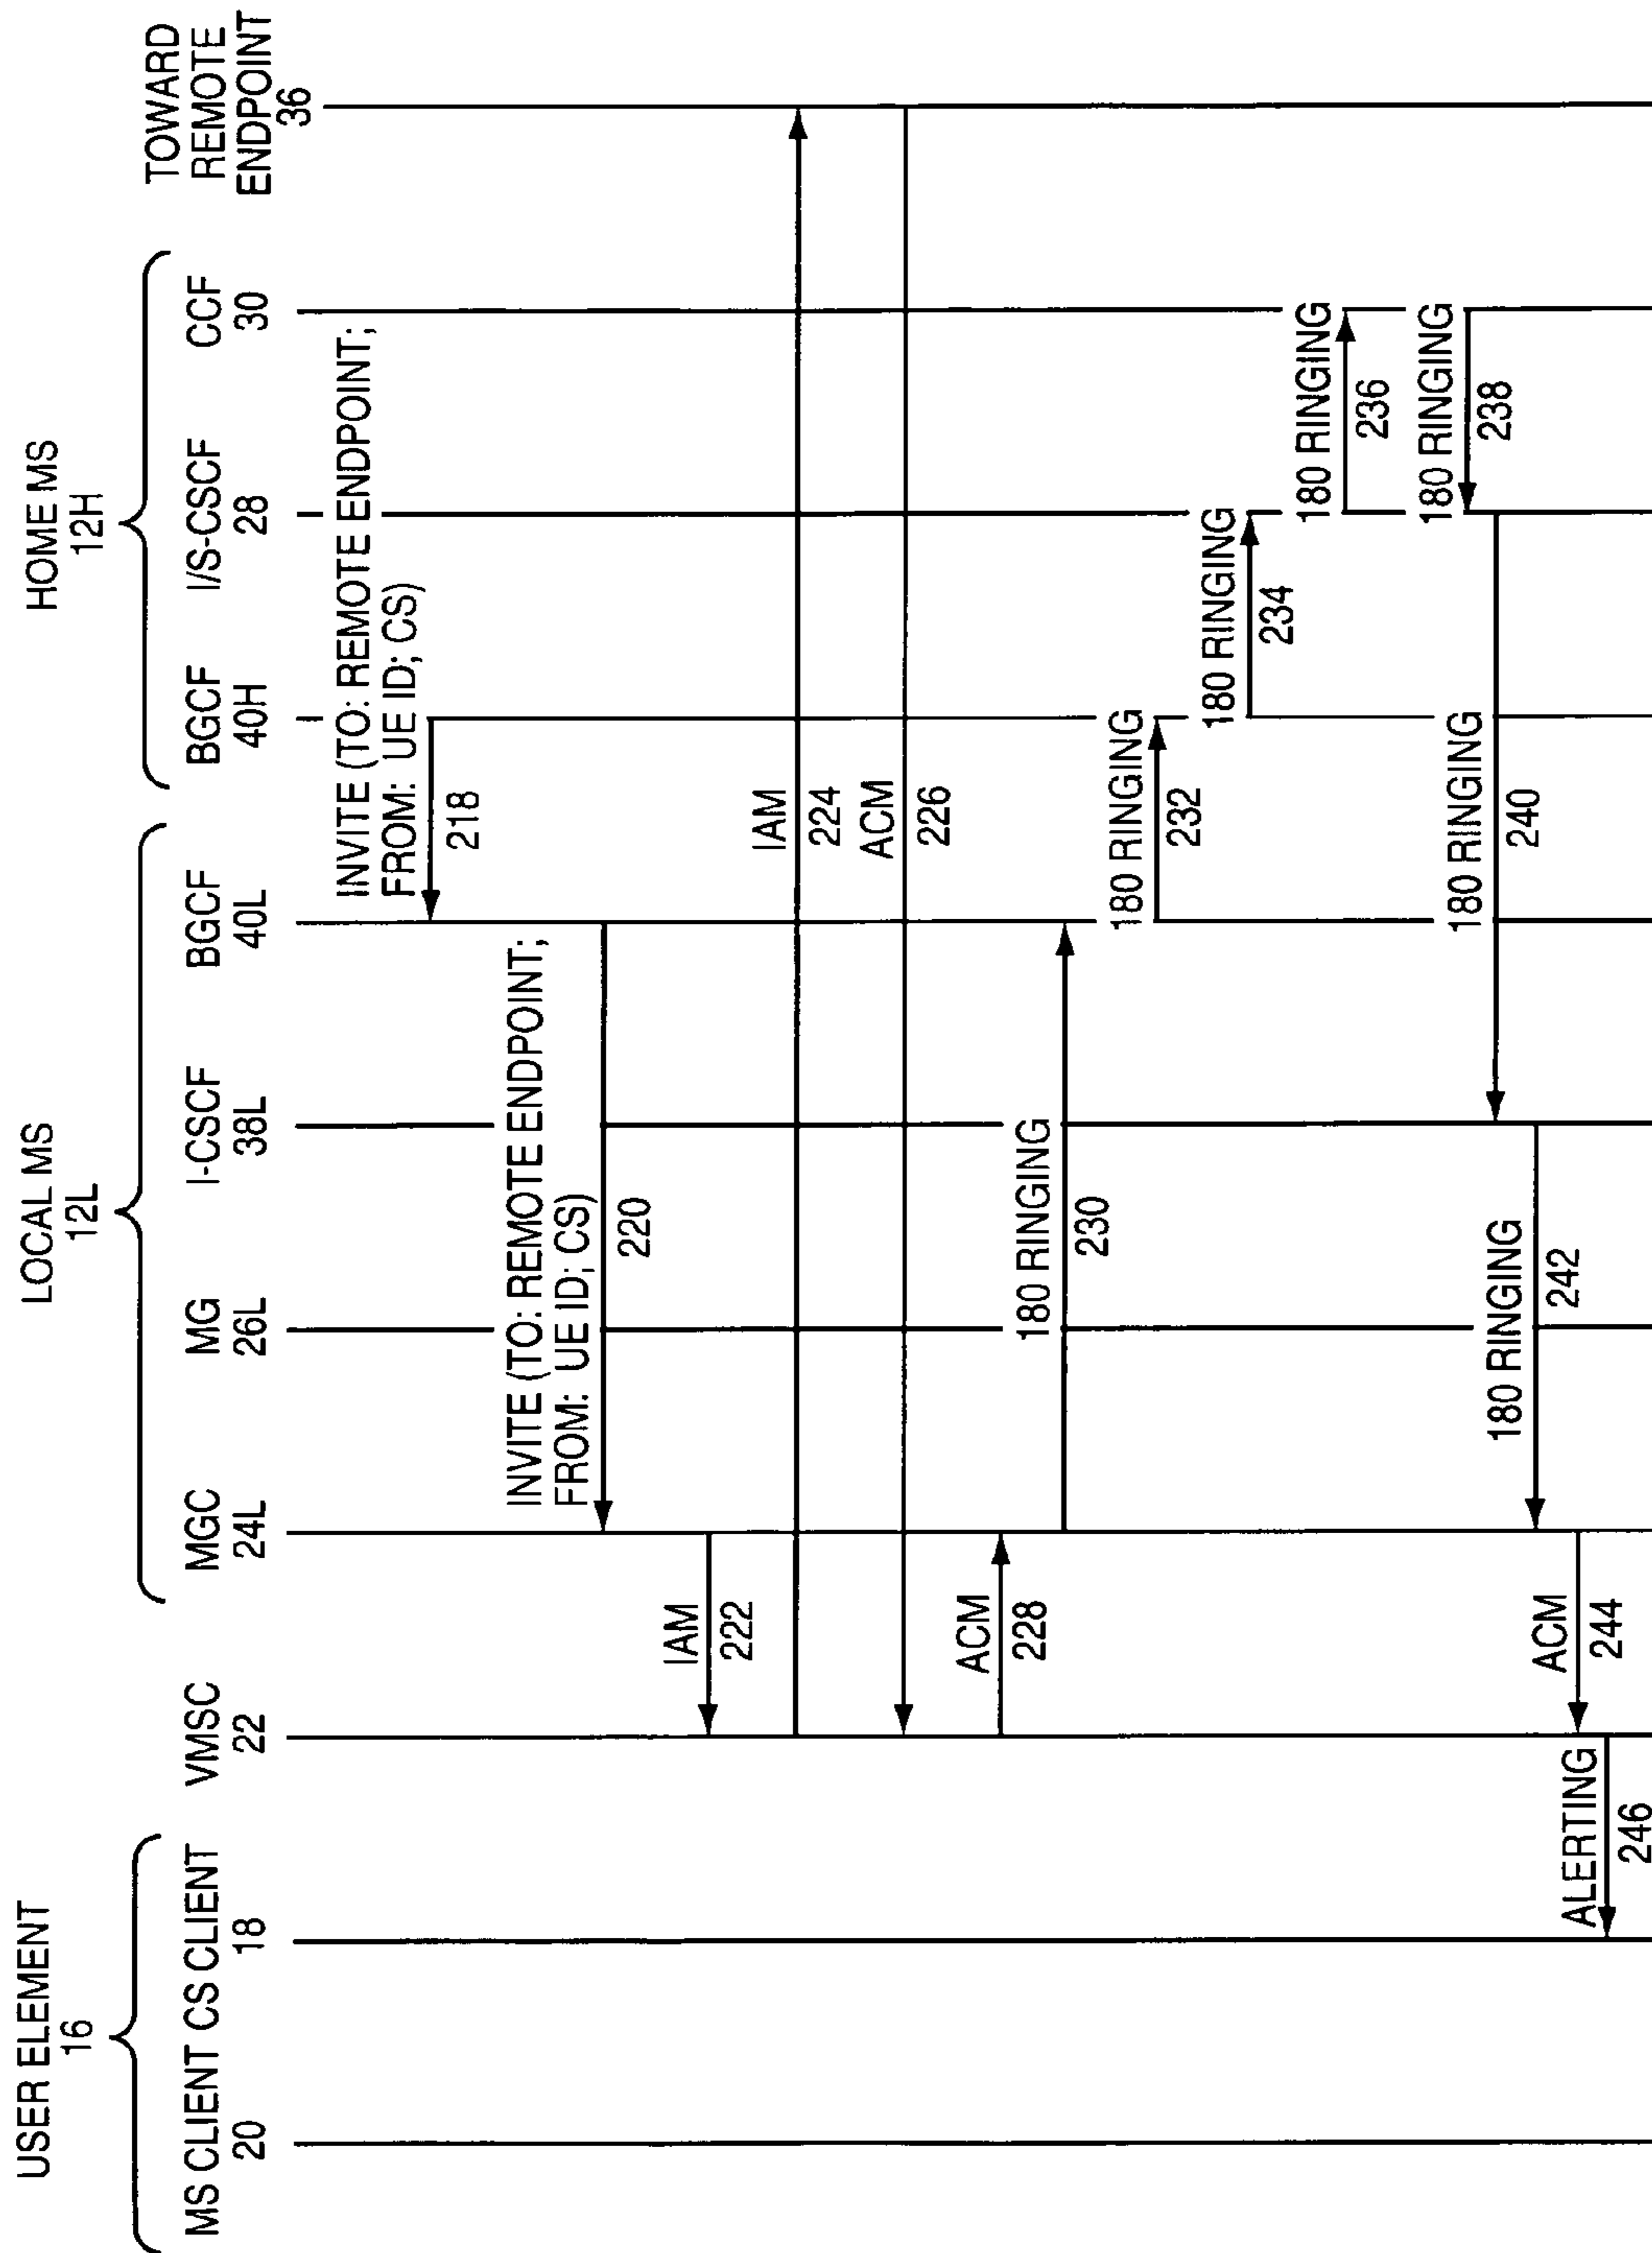 USER ELEMENT
16
LOCAL MS
12L
HOME MS
12H
MS CLIENT
20
CS CLIENT
18
VMSC
22
MGC
24L
MG
26L
I-CSCF
38L
BGCF
40L
BGCF
40H
I/S-CSCF
28
CCF
30
TOWARD
REMOTE
ENDPOINT
36
INVITE (TO: REMOTE ENDPOINT;
FROM: UE ID; CS)
218
INVITE (TO: REMOTE ENDPOINT;
FROM: UE ID; CS)
220
IAM
222
IAM
224
ACM
226
ACM
228
180 RINGING
230
180 RINGING
232
180 RINGING
234
180 RINGING
236
180 RINGING
238
180 RINGING
240
180 RINGING
242
ACM
244
ALERTING
246